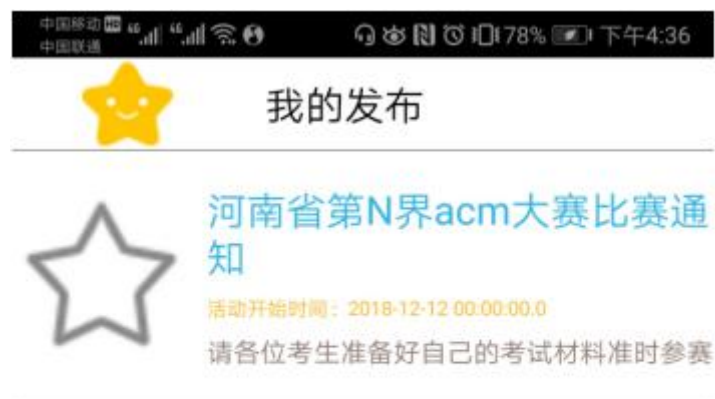 中国移动 HD 4G 4G 78% 下午4:36
中国联通
我的发布
河南省第N界acm大赛比赛通
知
活动开始时间：2018-12-12 00:00:00.0
请各位考生准备好自己的考试材料准时参赛